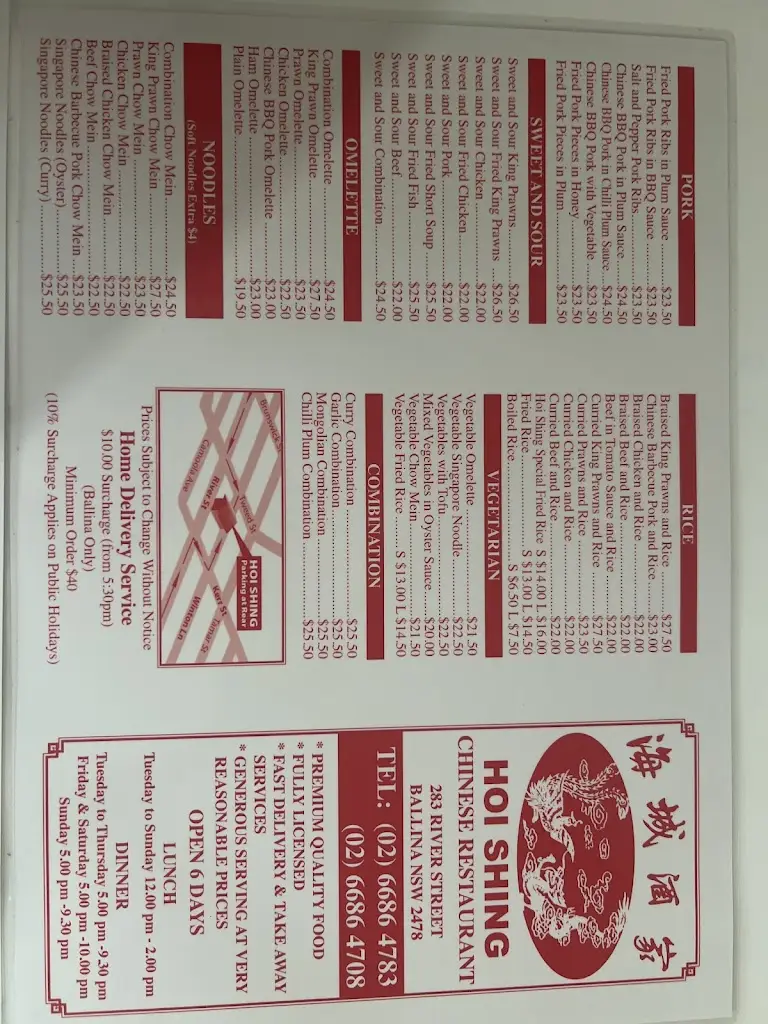 PORK
Fried Pork Ribs in Plum Sauce ........... $23.50
Fried Pork Ribs in BBQ Sauce ........... $23.50
Salt and Pepper Pork Ribs ........... $23.50
Chinese BBQ Pork in Plum Sauce ........... $24.50
Chinese BBQ Pork in Chilli Plum Sauce .. $24.50
Chinese BBQ Pork with Vegetable ........... $23.50
Fried Pork Pieces in Honey ........... $23.50
Fried Pork Pieces in Plum ........... $23.50
SWEET AND SOUR
Sweet and Sour King Prawns ........... $26.50
Sweet and Sour Fried King Prawns ........... $26.50
Sweet and Sour Chicken ........... $22.00
Sweet and Sour Fried Chicken ........... $22.00
Sweet and Sour Pork ........... $22.00
Sweet and Sour Fried Short Soup ........... $25.50
Sweet and Sour Fried Fish ........... $25.50
Sweet and Sour Beef ........... $22.00
Sweet and Sour Combination ........... $24.50
OMELETTE
Combination Omelette ........... $24.50
King Prawn Omelette ........... $27.50
Prawn Omelette ........... $23.50
Chicken Omelette ........... $22.50
Chinese BBQ Pork Omelette ........... $23.00
Ham Omelette ........... $23.00
Plain Omelette ........... $19.50
NOODLES
(Soft Noodles Extra $4)
Combination Chow Mein ........... $24.50
King Prawn Chow Mein ........... $27.50
Prawn Chow Mein ........... $23.50
Chicken Chow Mein ........... $22.50
Braised Chicken Chow Mein ........... $22.50
Beef Chow Mein ........... $22.50
Chinese Barbecue Pork Chow Mein ........... $23.50
Singapore Noodles (Oyster) ........... $25.50
Singapore Noodles (Curry) ........... $25.50
RICE
Braised King Prawns and Rice ........... $27.50
Chinese Barbecue Pork and Rice ........... $23.00
Braised Chicken and Rice ........... $22.00
Braised Beef and Rice ........... $22.00
Beef in Tomato Sauce and Rice ........... $22.00
Curried King Prawns and Rice ........... $27.50
Curried Prawns and Rice ........... $23.50
Curried Chicken and Rice ........... $22.00
Curried Beef and Rice ........... $22.00
Hoi Shing Special Fried Rice S $14.00 L $16.00
Fried Rice ........... S $13.00 L $14.50
Boiled Rice ........... S $6.50 L $7.50
VEGETARIAN
Vegetable Omelette ........... $21.50
Vegetable Singapore Noodle ........... $22.50
Vegetables with Tofu ........... $22.50
Mixed Vegetables in Oyster Sauce ........... $20.00
Vegetable Chow Mein ........... $21.50
Vegetable Fried Rice ........... S $13.00 L $14.50
COMBINATION
Curry Combination ........... $25.50
Garlic Combination ........... $25.50
Mongolian Combination ........... $25.50
Chilli Plum Combination ........... $25.50
Brunswick St
Canal
River St
Tweed St
HOI SHING
Parking at Rear
Kerr St
Tamar St
Winton Ln
Prices Subject to Change Without Notice
Home Delivery Service
$10.00 Surcharge (from 5:30pm)
(Ballina Only)
Minimum Order $40
(10% Surcharge Applies on Public Holidays)
海城酒家
HOI SHING
CHINESE RESTAURANT
283 RIVER STREET
BALLINA NSW 2478
TEL: (02) 6686 4783
(02) 6686 4708
* PREMIUM QUALITY FOOD
* FULLY LICENSED
* FAST DELIVERY & TAKE AWAY
SERVICES
* GENEROUS SERVING AT VERY
REASONABLE PRICES
OPEN 6 DAYS
LUNCH
Tuesday to Sunday 12.00 pm - 2.00 pm
DINNER
Tuesday to Thursday 5.00 pm -9.30 pm
Friday & Saturday 5.00 pm -10.00 pm
Sunday 5.00 pm -9.30 pm